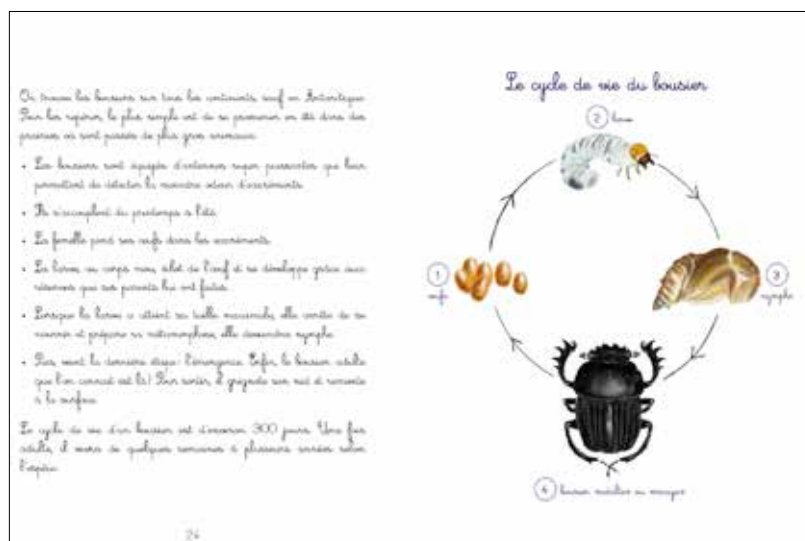 On trouve les bousiers sur tous les continents, sauf en Antarctique.
Pour les repérer, le plus simple est de se promener en été dans des
prairies où sont passés de plus gros animaux.
• Les bousiers sont équipés d'antennes super puissantes qui leur
permettent de détecter la moindre odeur d'excréments.
• Ils s'accouplent du printemps à l'été.
• La femelle pond ses œufs dans les excréments.
• La larve, au corps mou, sort de l'œuf et se développe grâce aux
réserves que ses parents lui ont faites.
• Lorsque la larve a atteint sa taille maximale, elle arrête de se
nourrir et prépare sa métamorphose, elle deviendra nymphe.
• Puis, vient la dernière étape : l'émergence. Enfin, le bousier adulte
que l'on connaît est là ! Pour sortir, il grignote son nid et remonte
à la surface.
Le cycle de vie d'un bousier est d'environ 300 jours. Une fois
adulte, il vivra de quelques semaines à plusieurs années selon
l'espèce.
24
Le cycle de vie du bousier
2 larve
1
œufs
3
nymphe
4 bousier ou